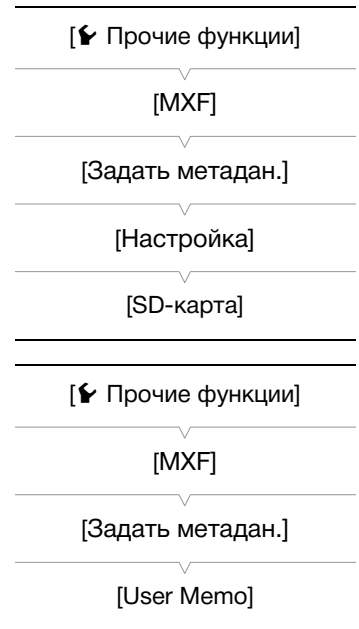 [Прочие функции]
[MXF]
[Задать метадан.]
[Настройка]
[SD-карта]
[Прочие функции]
[MXF]
[Задать метадан.]
[User Memo]